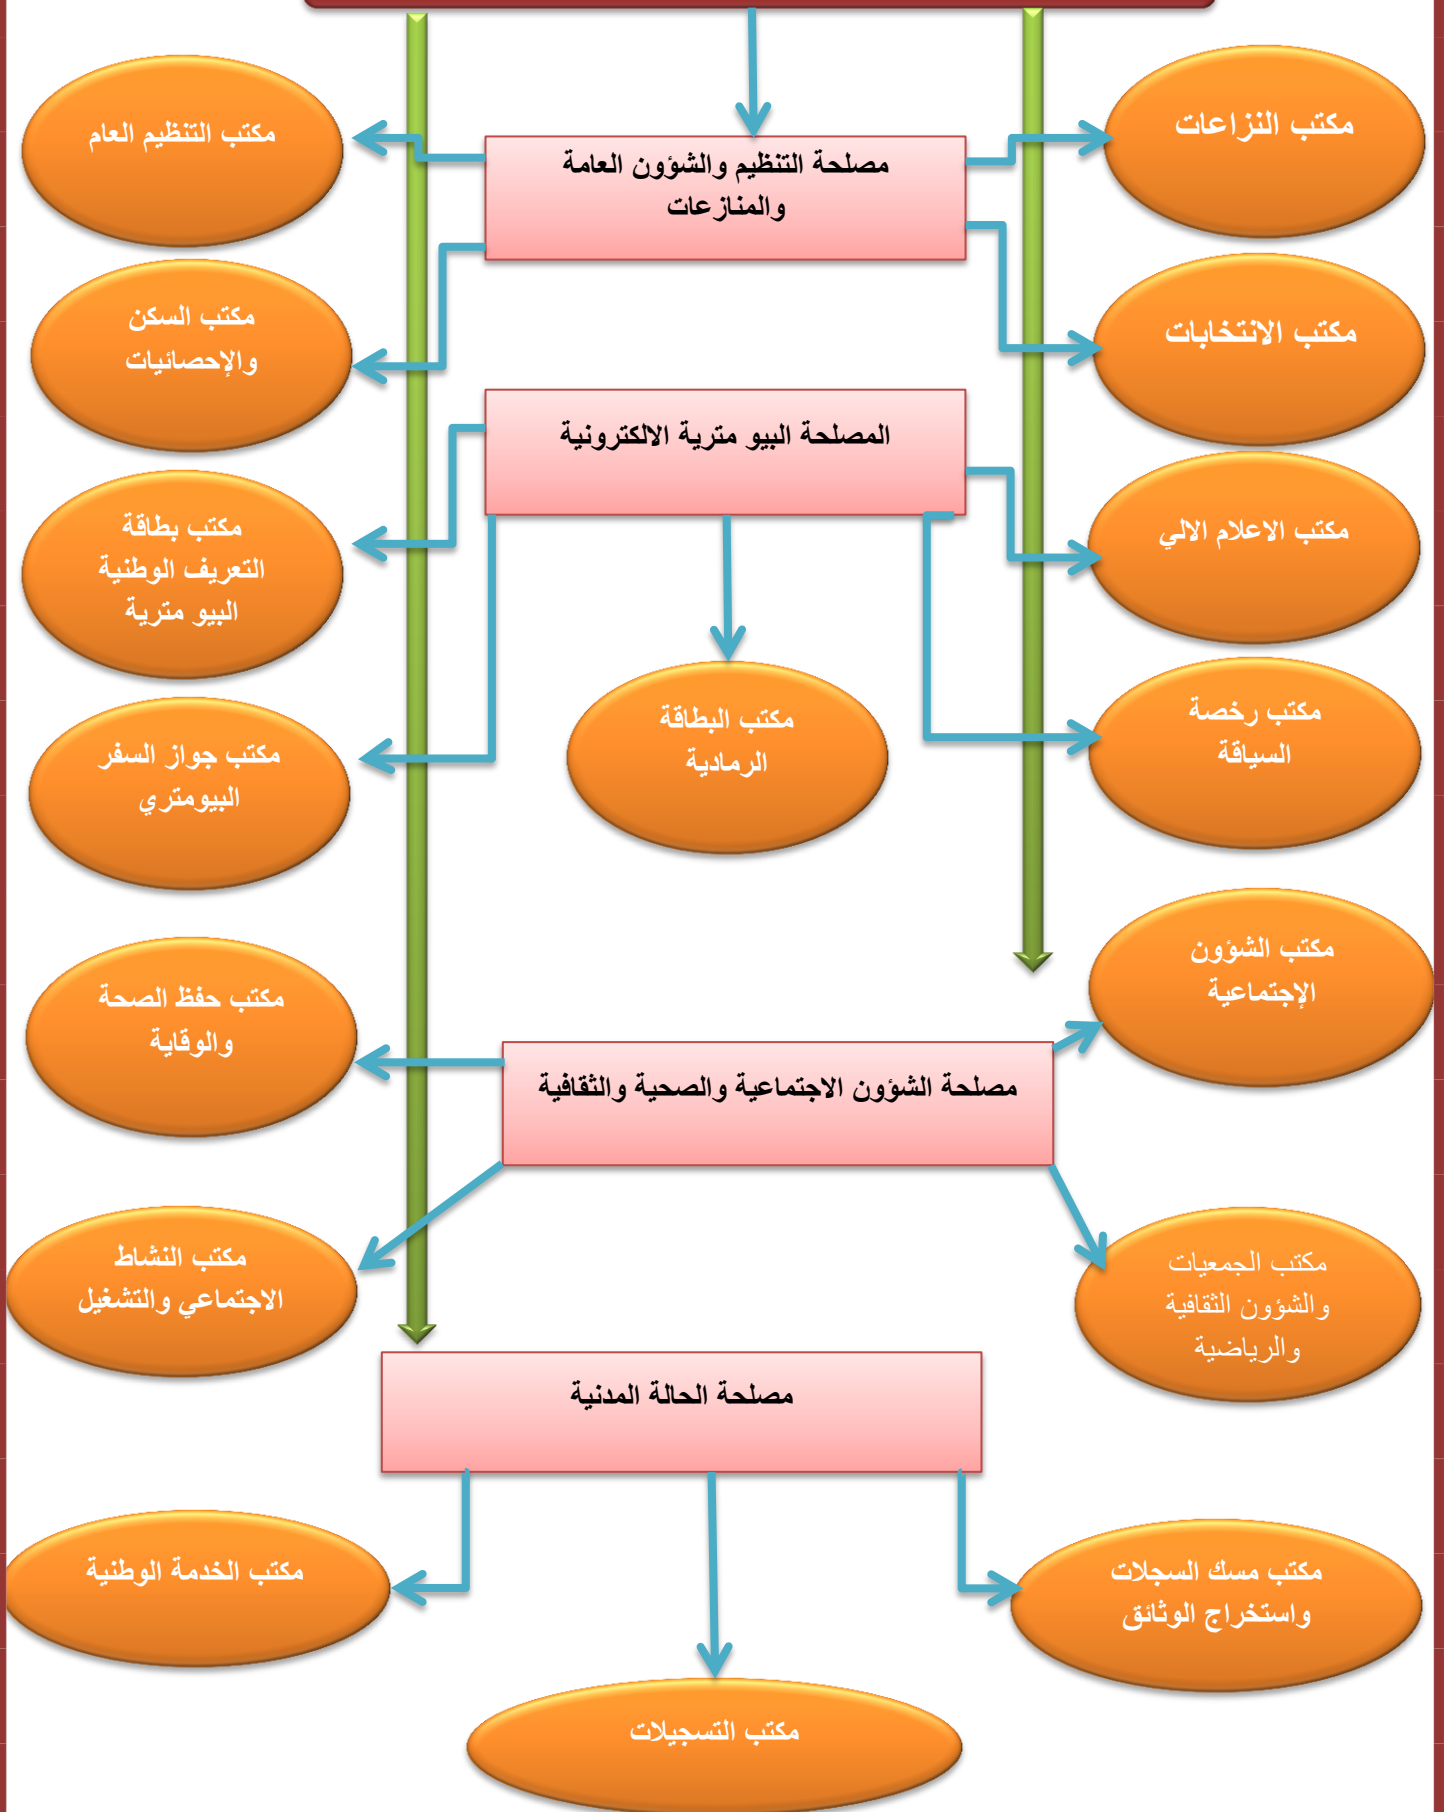 مكتب النزاعات
مكتب التنظيم العام
مصلحة التنظيم والشؤون العامة
والمنازعات
مكتب الانتخابات
مكتب السكن
والإحصائيات
المصلحة البيو مترية الالكترونية
مكتب الاعلام الالي
مكتب بطاقة
التعريف الوطنية
البيو مترية
مكتب رخصة
السياقة
مكتب البطاقة
الرمادية
مكتب جواز السفر
البيومتري
مكتب الشؤون
الإجتماعية
مكتب حفظ الصحة
والوقاية
مصلحة الشؤون الاجتماعية والصحية والثقافية
مكتب الجمعيات
والشؤون الثقافية
والرياضية
مكتب النشاط
الاجتماعي والتشغيل
مصلحة الحالة المدنية
مكتب مسك السجلات
واستخراج الوثائق
مكتب الخدمة الوطنية
مكتب التسجيلات